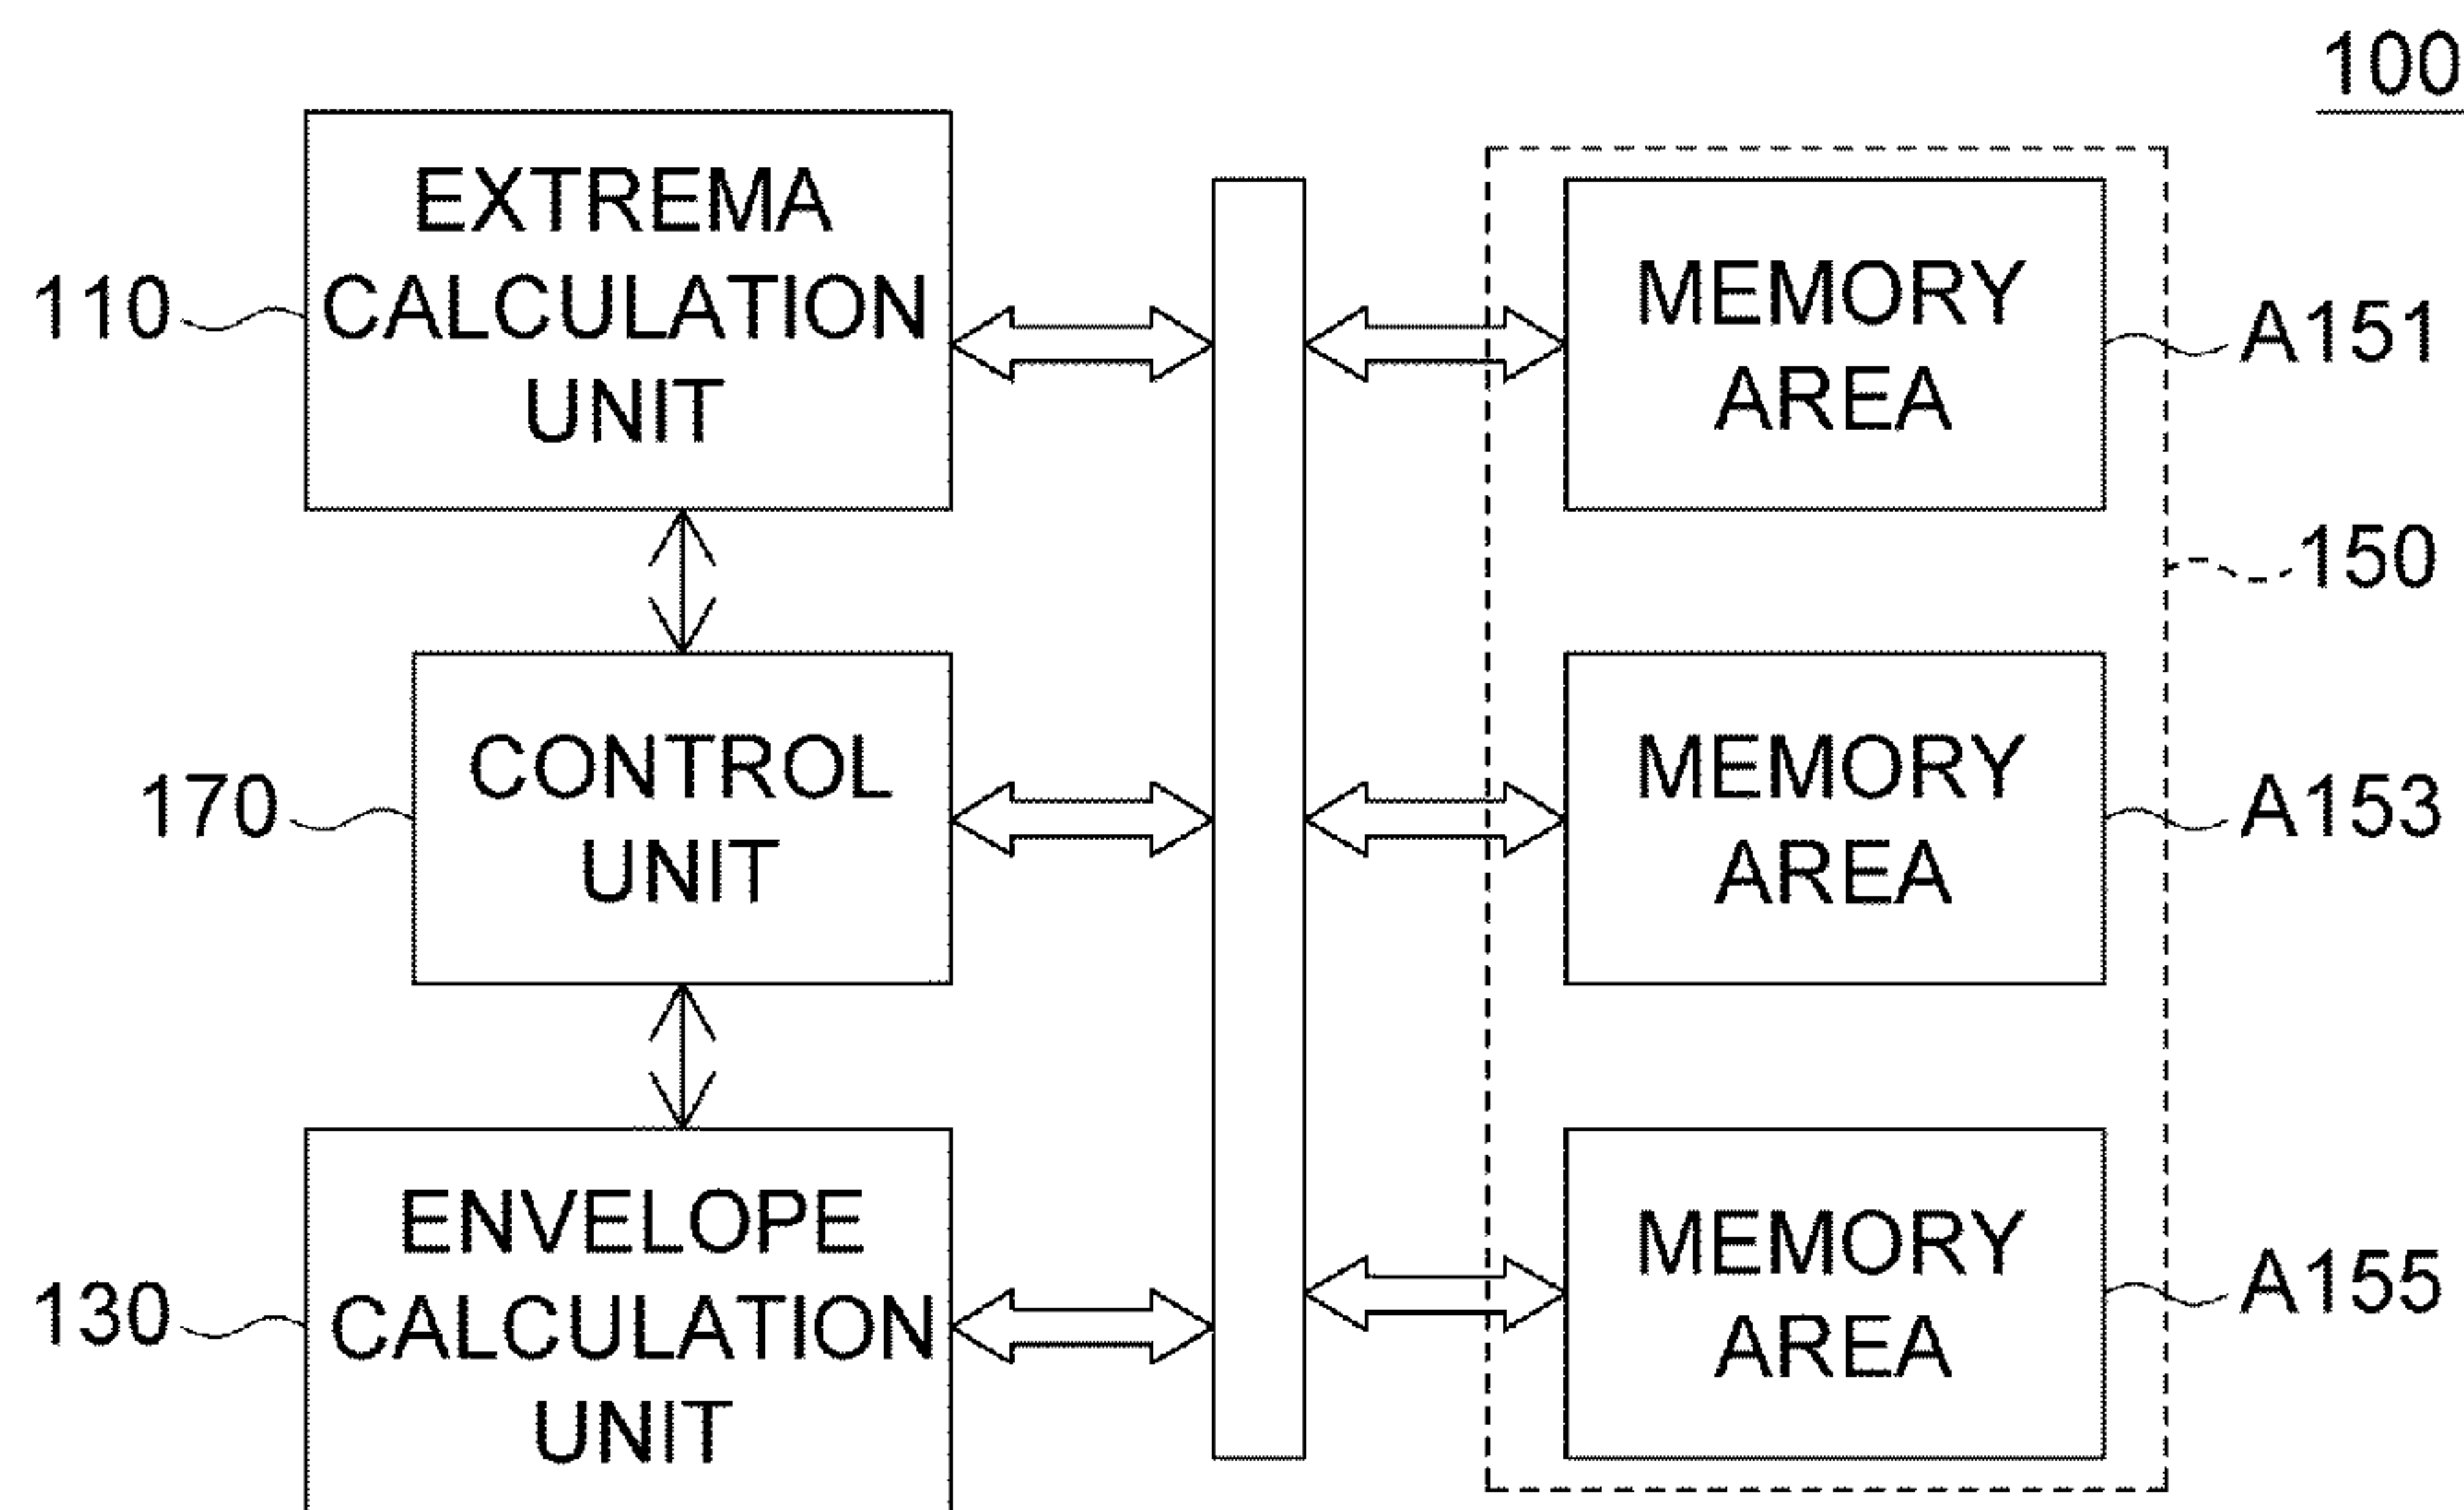 100
EXTREMA
CALCULATION
UNIT
110
MEMORY
AREA
A151
150
CONTROL
UNIT
170
MEMORY
AREA
A153
ENVELOPE
CALCULATION
UNIT
130
MEMORY
AREA
A155